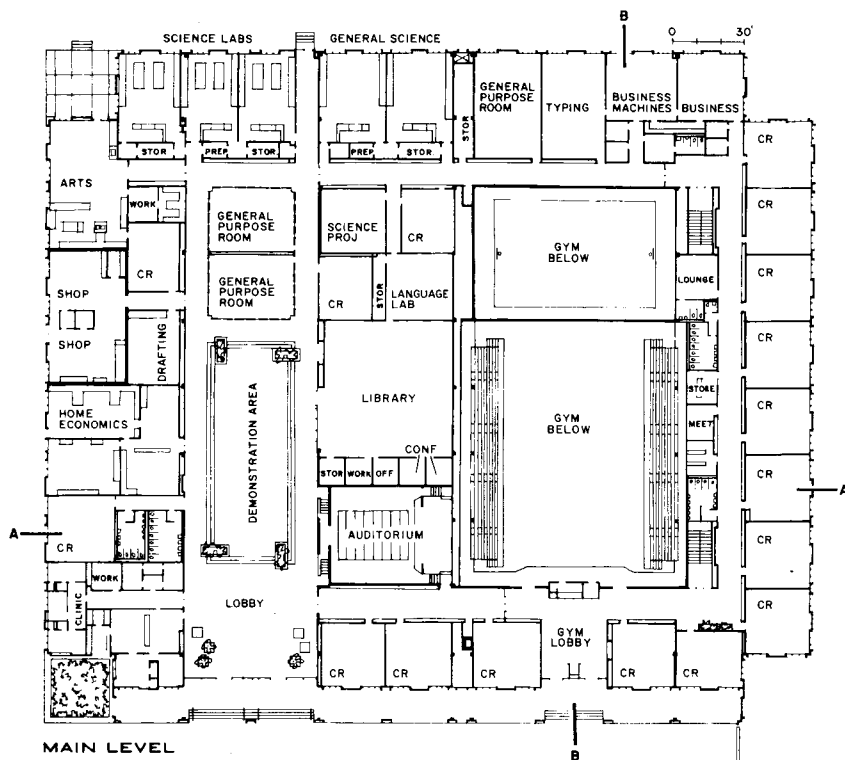 B
0 30'
SCIENCE LABS GENERAL SCIENCE
GENERAL
PURPOSE
ROOM
TYPING
BUSINESS
MACHINES
BUSINESS
STOR
CR
STOR
PREP
STOR
PREP
STOR
ARTS
WORK
GENERAL
PURPOSE
ROOM
SCIENCE
PROJ
CR
GYM
BELOW
CR
CR
GENERAL
PURPOSE
ROOM
CR
STOR
LANGUAGE
LAB
LOUNGE
CR
SHOP
SHOP
DRAFTING
CR
DEMONSTRATION AREA
LIBRARY
GYM
BELOW
STORE
CR
HOME
ECONOMICS
MEET
CONF
STOR
WORK
OFF
CR
A
A
CR
AUDITORIUM
CR
WORK
CLINIC
LOBBY
CR
GYM
LOBBY
CR
CR
CR
CR
CR
B
MAIN LEVEL